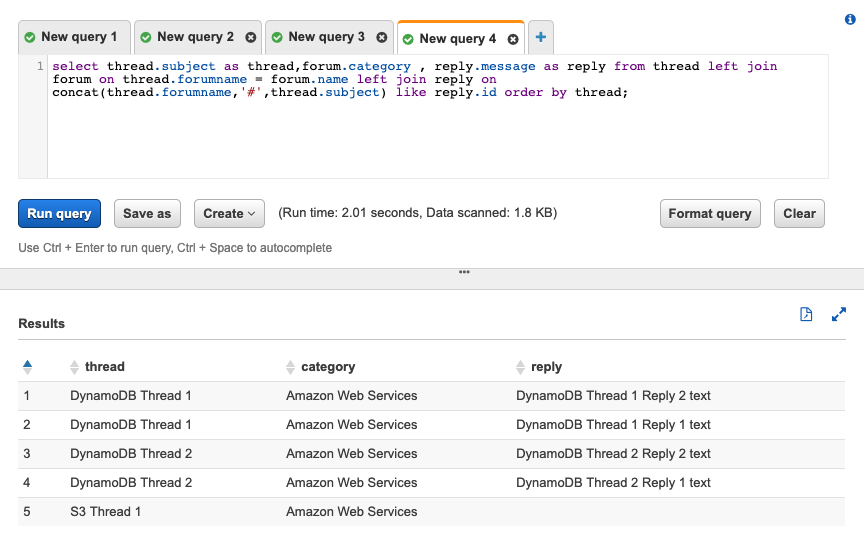 New query 1 New query 2 New query 3 New query 4 +
1 select thread.subject as thread,forum.category , reply.message as reply from thread left join
forum on thread.forumname = forum.name left join reply on
concat(thread.forumname,'#',thread.subject) like reply.id order by thread;
Run query Save as Create (Run time: 2.01 seconds, Data scanned: 1.8 KB) Format query Clear
Use Ctrl + Enter to run query, Ctrl + Space to autocomplete
Results
thread category reply
1 DynamoDB Thread 1 Amazon Web Services DynamoDB Thread 1 Reply 2 text
2 DynamoDB Thread 1 Amazon Web Services DynamoDB Thread 1 Reply 1 text
3 DynamoDB Thread 2 Amazon Web Services DynamoDB Thread 2 Reply 2 text
4 DynamoDB Thread 2 Amazon Web Services DynamoDB Thread 2 Reply 1 text
5 S3 Thread 1 Amazon Web Services